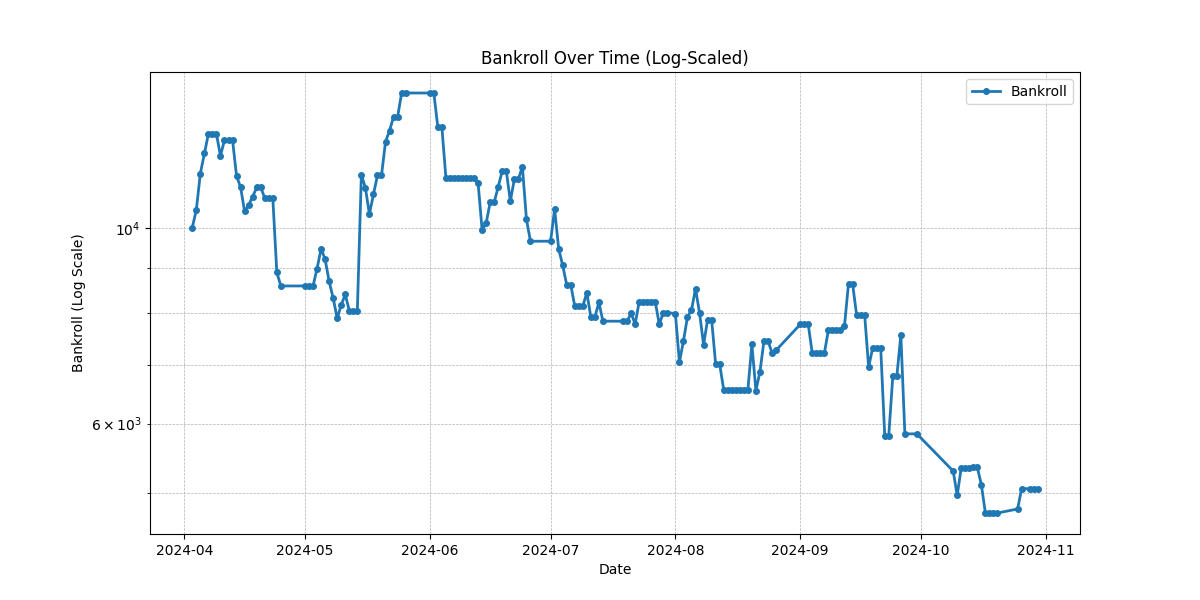 Bankroll Over Time (Log-Scaled)
Bankroll
Bankroll (Log Scale)
10⁴
6 × 10³
2024-04 2024-05 2024-06 2024-07 2024-08 2024-09 2024-10 2024-11
Date